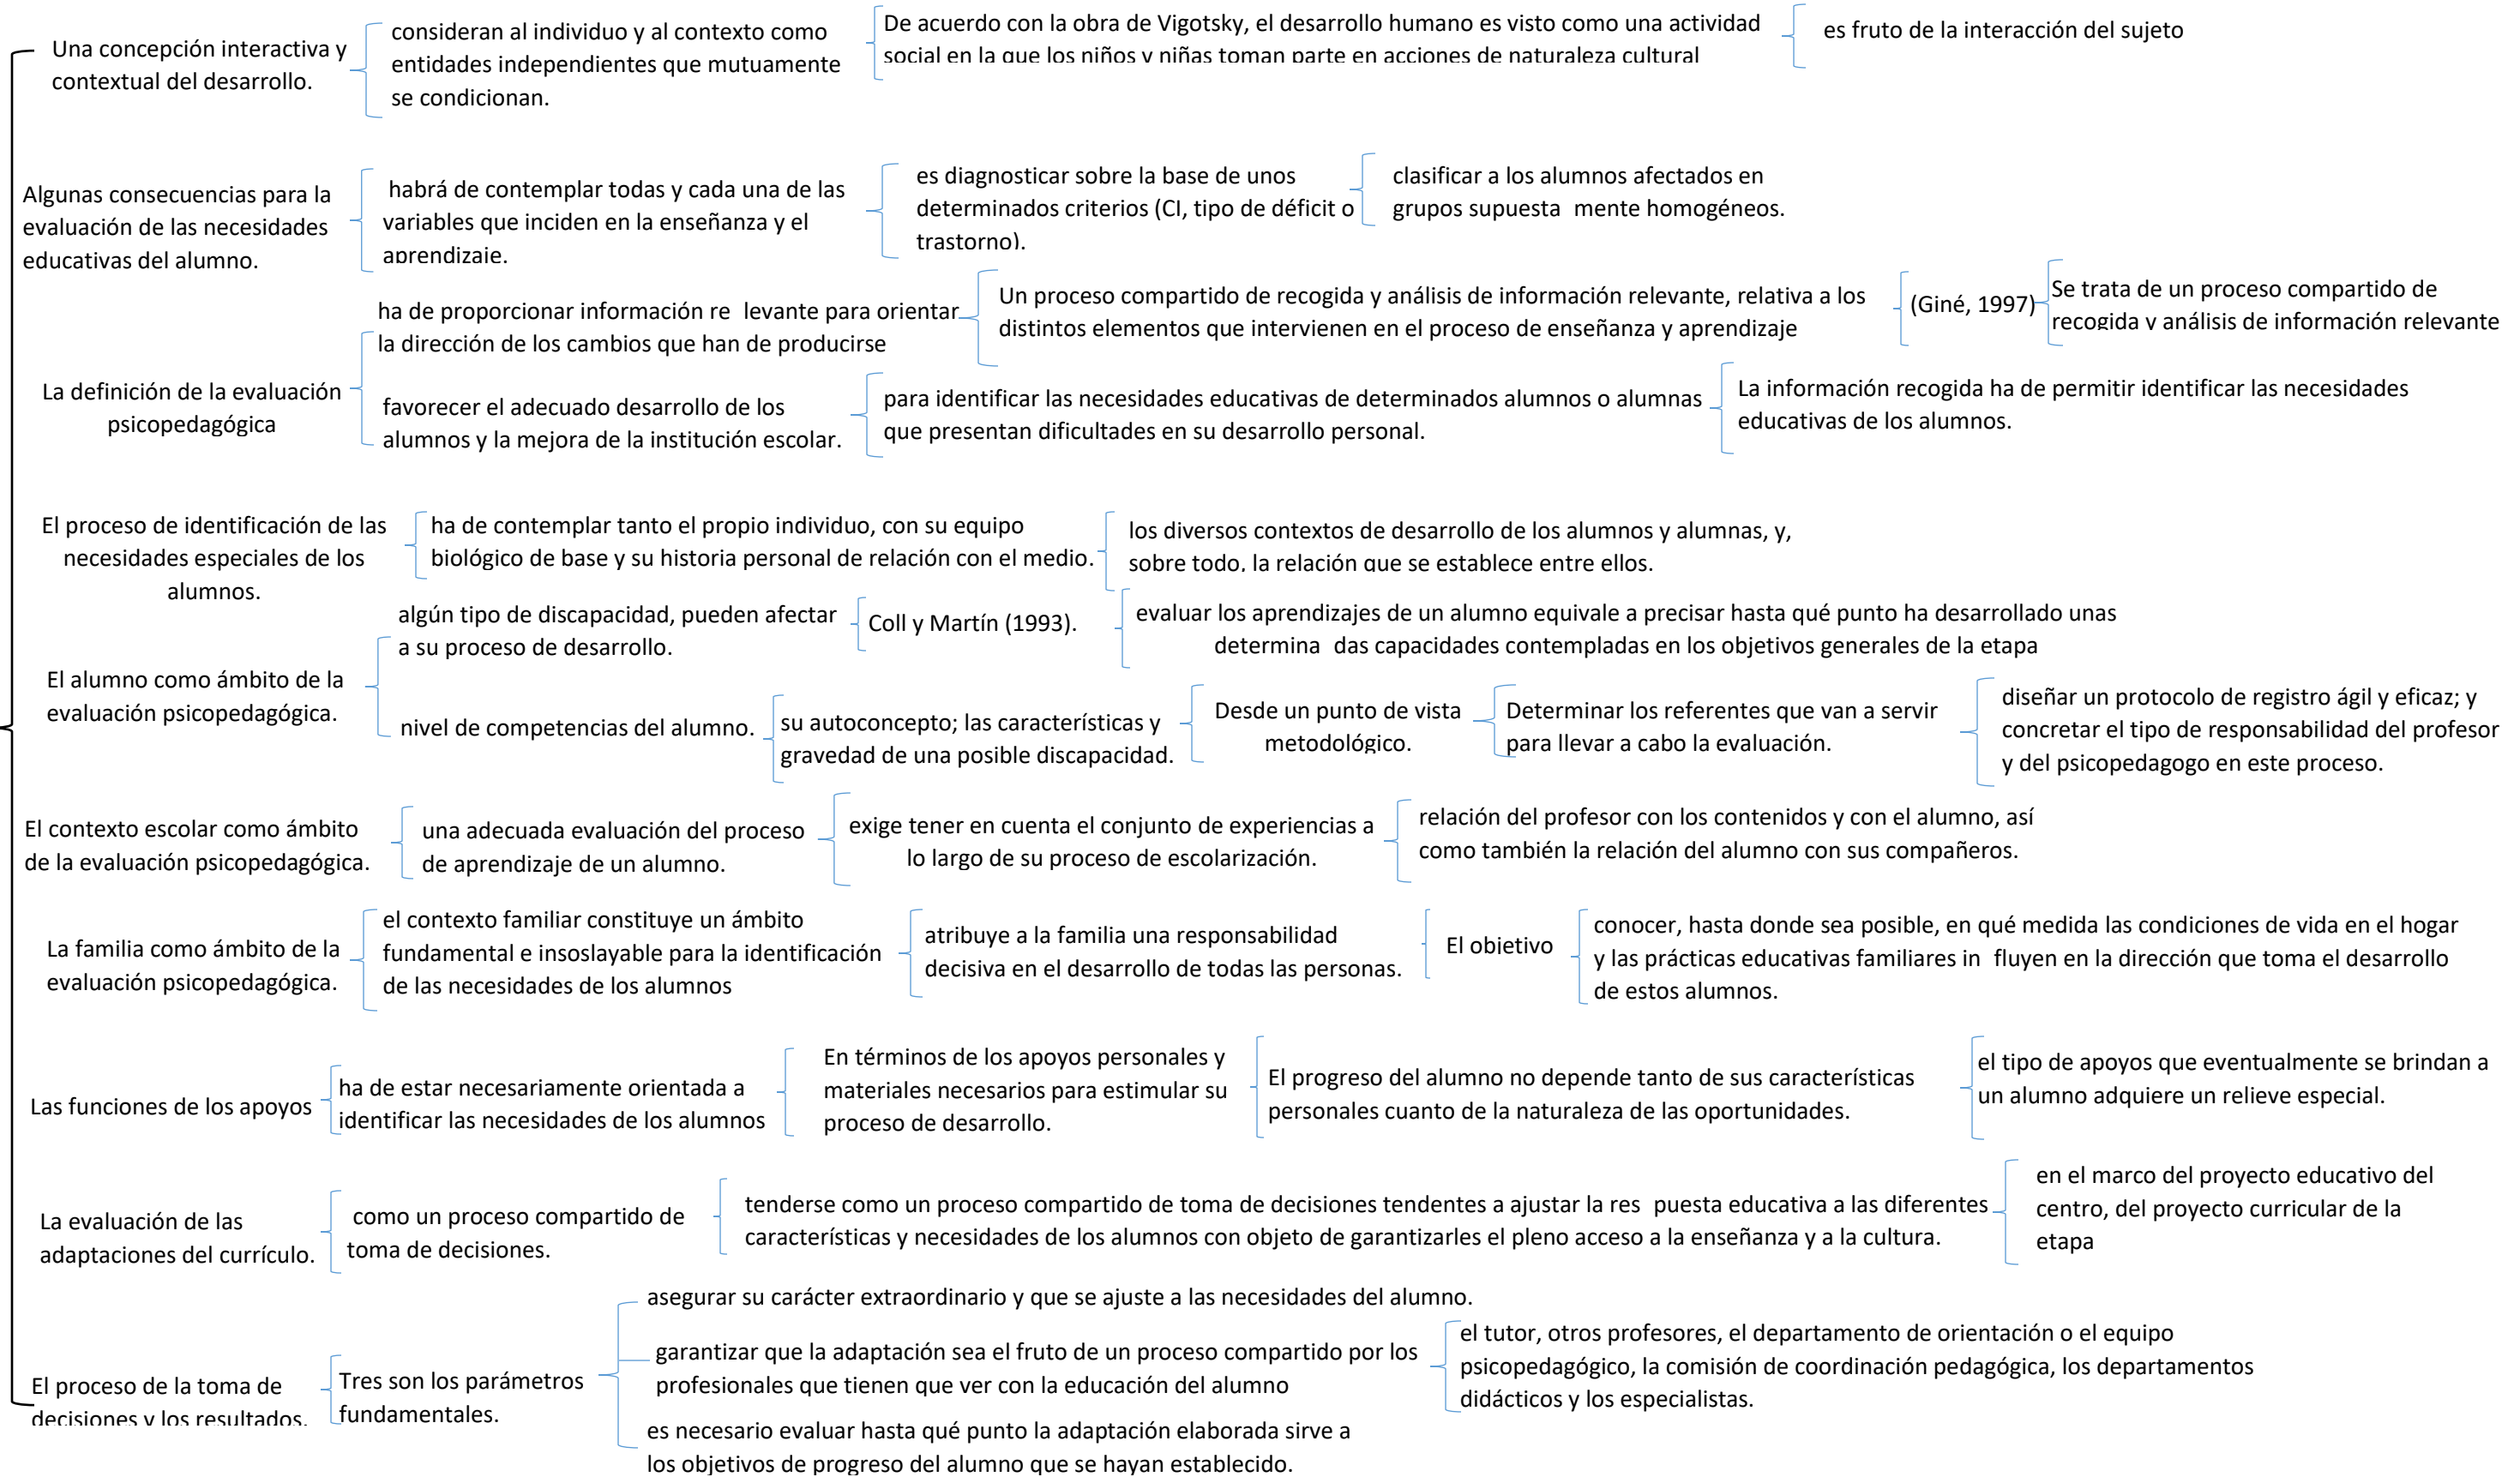 Una concepción interactiva y
contextual del desarrollo.
consideran al individuo y al contexto como
entidades independientes que mutuamente
se condicionan.
De acuerdo con la obra de Vigotsky, el desarrollo humano es visto como una actividad
social en la que los niños y niñas toman parte en acciones de naturaleza cultural
es fruto de la interacción del sujeto
Algunas consecuencias para la
evaluación de las necesidades
educativas del alumno.
habrá de contemplar todas y cada una de las
variables que inciden en la enseñanza y el
aprendizaje.
es diagnosticar sobre la base de unos
determinados criterios (CI, tipo de déficit o
trastorno).
clasificar a los alumnos afectados en
grupos supuesta mente homogéneos.
La definición de la evaluación
psicopedagógica
ha de proporcionar información re levante para orientar
la dirección de los cambios que han de producirse
Un proceso compartido de recogida y análisis de información relevante, relativa a los
distintos elementos que intervienen en el proceso de enseñanza y aprendizaje
(Giné, 1997)
Se trata de un proceso compartido de
recogida y análisis de información relevante
favorecer el adecuado desarrollo de los
alumnos y la mejora de la institución escolar.
para identificar las necesidades educativas de determinados alumnos o alumnas
que presentan dificultades en su desarrollo personal.
La información recogida ha de permitir identificar las necesidades
educativas de los alumnos.
El proceso de identificación de las
necesidades especiales de los
alumnos.
ha de contemplar tanto el propio individuo, con su equipo
biológico de base y su historia personal de relación con el medio.
los diversos contextos de desarrollo de los alumnos y alumnas, y,
sobre todo, la relación que se establece entre ellos.
El alumno como ámbito de la
evaluación psicopedagógica.
algún tipo de discapacidad, pueden afectar
a su proceso de desarrollo.
Coll y Martín (1993).
evaluar los aprendizajes de un alumno equivale a precisar hasta qué punto ha desarrollado unas
determina das capacidades contempladas en los objetivos generales de la etapa
nivel de competencias del alumno.
su autoconcepto; las características y
gravedad de una posible discapacidad.
Desde un punto de vista
metodológico.
Determinar los referentes que van a servir
para llevar a cabo la evaluación.
diseñar un protocolo de registro ágil y eficaz; y
concretar el tipo de responsabilidad del profesor
y del psicopedagogo en este proceso.
El contexto escolar como ámbito
de la evaluación psicopedagógica.
una adecuada evaluación del proceso
de aprendizaje de un alumno.
exige tener en cuenta el conjunto de experiencias a
lo largo de su proceso de escolarización.
relación del profesor con los contenidos y con el alumno, así
como también la relación del alumno con sus compañeros.
La familia como ámbito de la
evaluación psicopedagógica.
el contexto familiar constituye un ámbito
fundamental e insoslayable para la identificación
de las necesidades de los alumnos
atribuye a la familia una responsabilidad
decisiva en el desarrollo de todas las personas.
El objetivo
conocer, hasta donde sea posible, en qué medida las condiciones de vida en el hogar
y las prácticas educativas familiares in fluyen en la dirección que toma el desarrollo
de estos alumnos.
Las funciones de los apoyos
ha de estar necesariamente orientada a
identificar las necesidades de los alumnos
En términos de los apoyos personales y
materiales necesarios para estimular su
proceso de desarrollo.
El progreso del alumno no depende tanto de sus características
personales cuanto de la naturaleza de las oportunidades.
el tipo de apoyos que eventualmente se brindan a
un alumno adquiere un relieve especial.
La evaluación de las
adaptaciones del currículo.
como un proceso compartido de
toma de decisiones.
tenderse como un proceso compartido de toma de decisiones tendentes a ajustar la res puesta educativa a las diferentes
características y necesidades de los alumnos con objeto de garantizarles el pleno acceso a la enseñanza y a la cultura.
en el marco del proyecto educativo del
centro, del proyecto curricular de la
etapa
El proceso de la toma de
decisiones y los resultados.
Tres son los parámetros
fundamentales.
asegurar su carácter extraordinario y que se ajuste a las necesidades del alumno.
garantizar que la adaptación sea el fruto de un proceso compartido por los
profesionales que tienen que ver con la educación del alumno
el tutor, otros profesores, el departamento de orientación o el equipo
psicopedagógico, la comisión de coordinación pedagógica, los departamentos
didácticos y los especialistas.
es necesario evaluar hasta qué punto la adaptación elaborada sirve a
los objetivos de progreso del alumno que se hayan establecido.